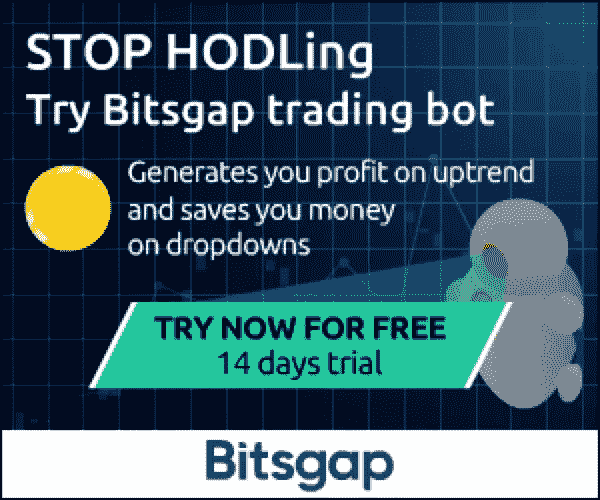 STOP HODLing
Try Bitsgap trading bot
Generates you profit on uptrend
and saves you money
on dropdowns
TRY NOW FOR FREE
14 days trial
Bitsgap